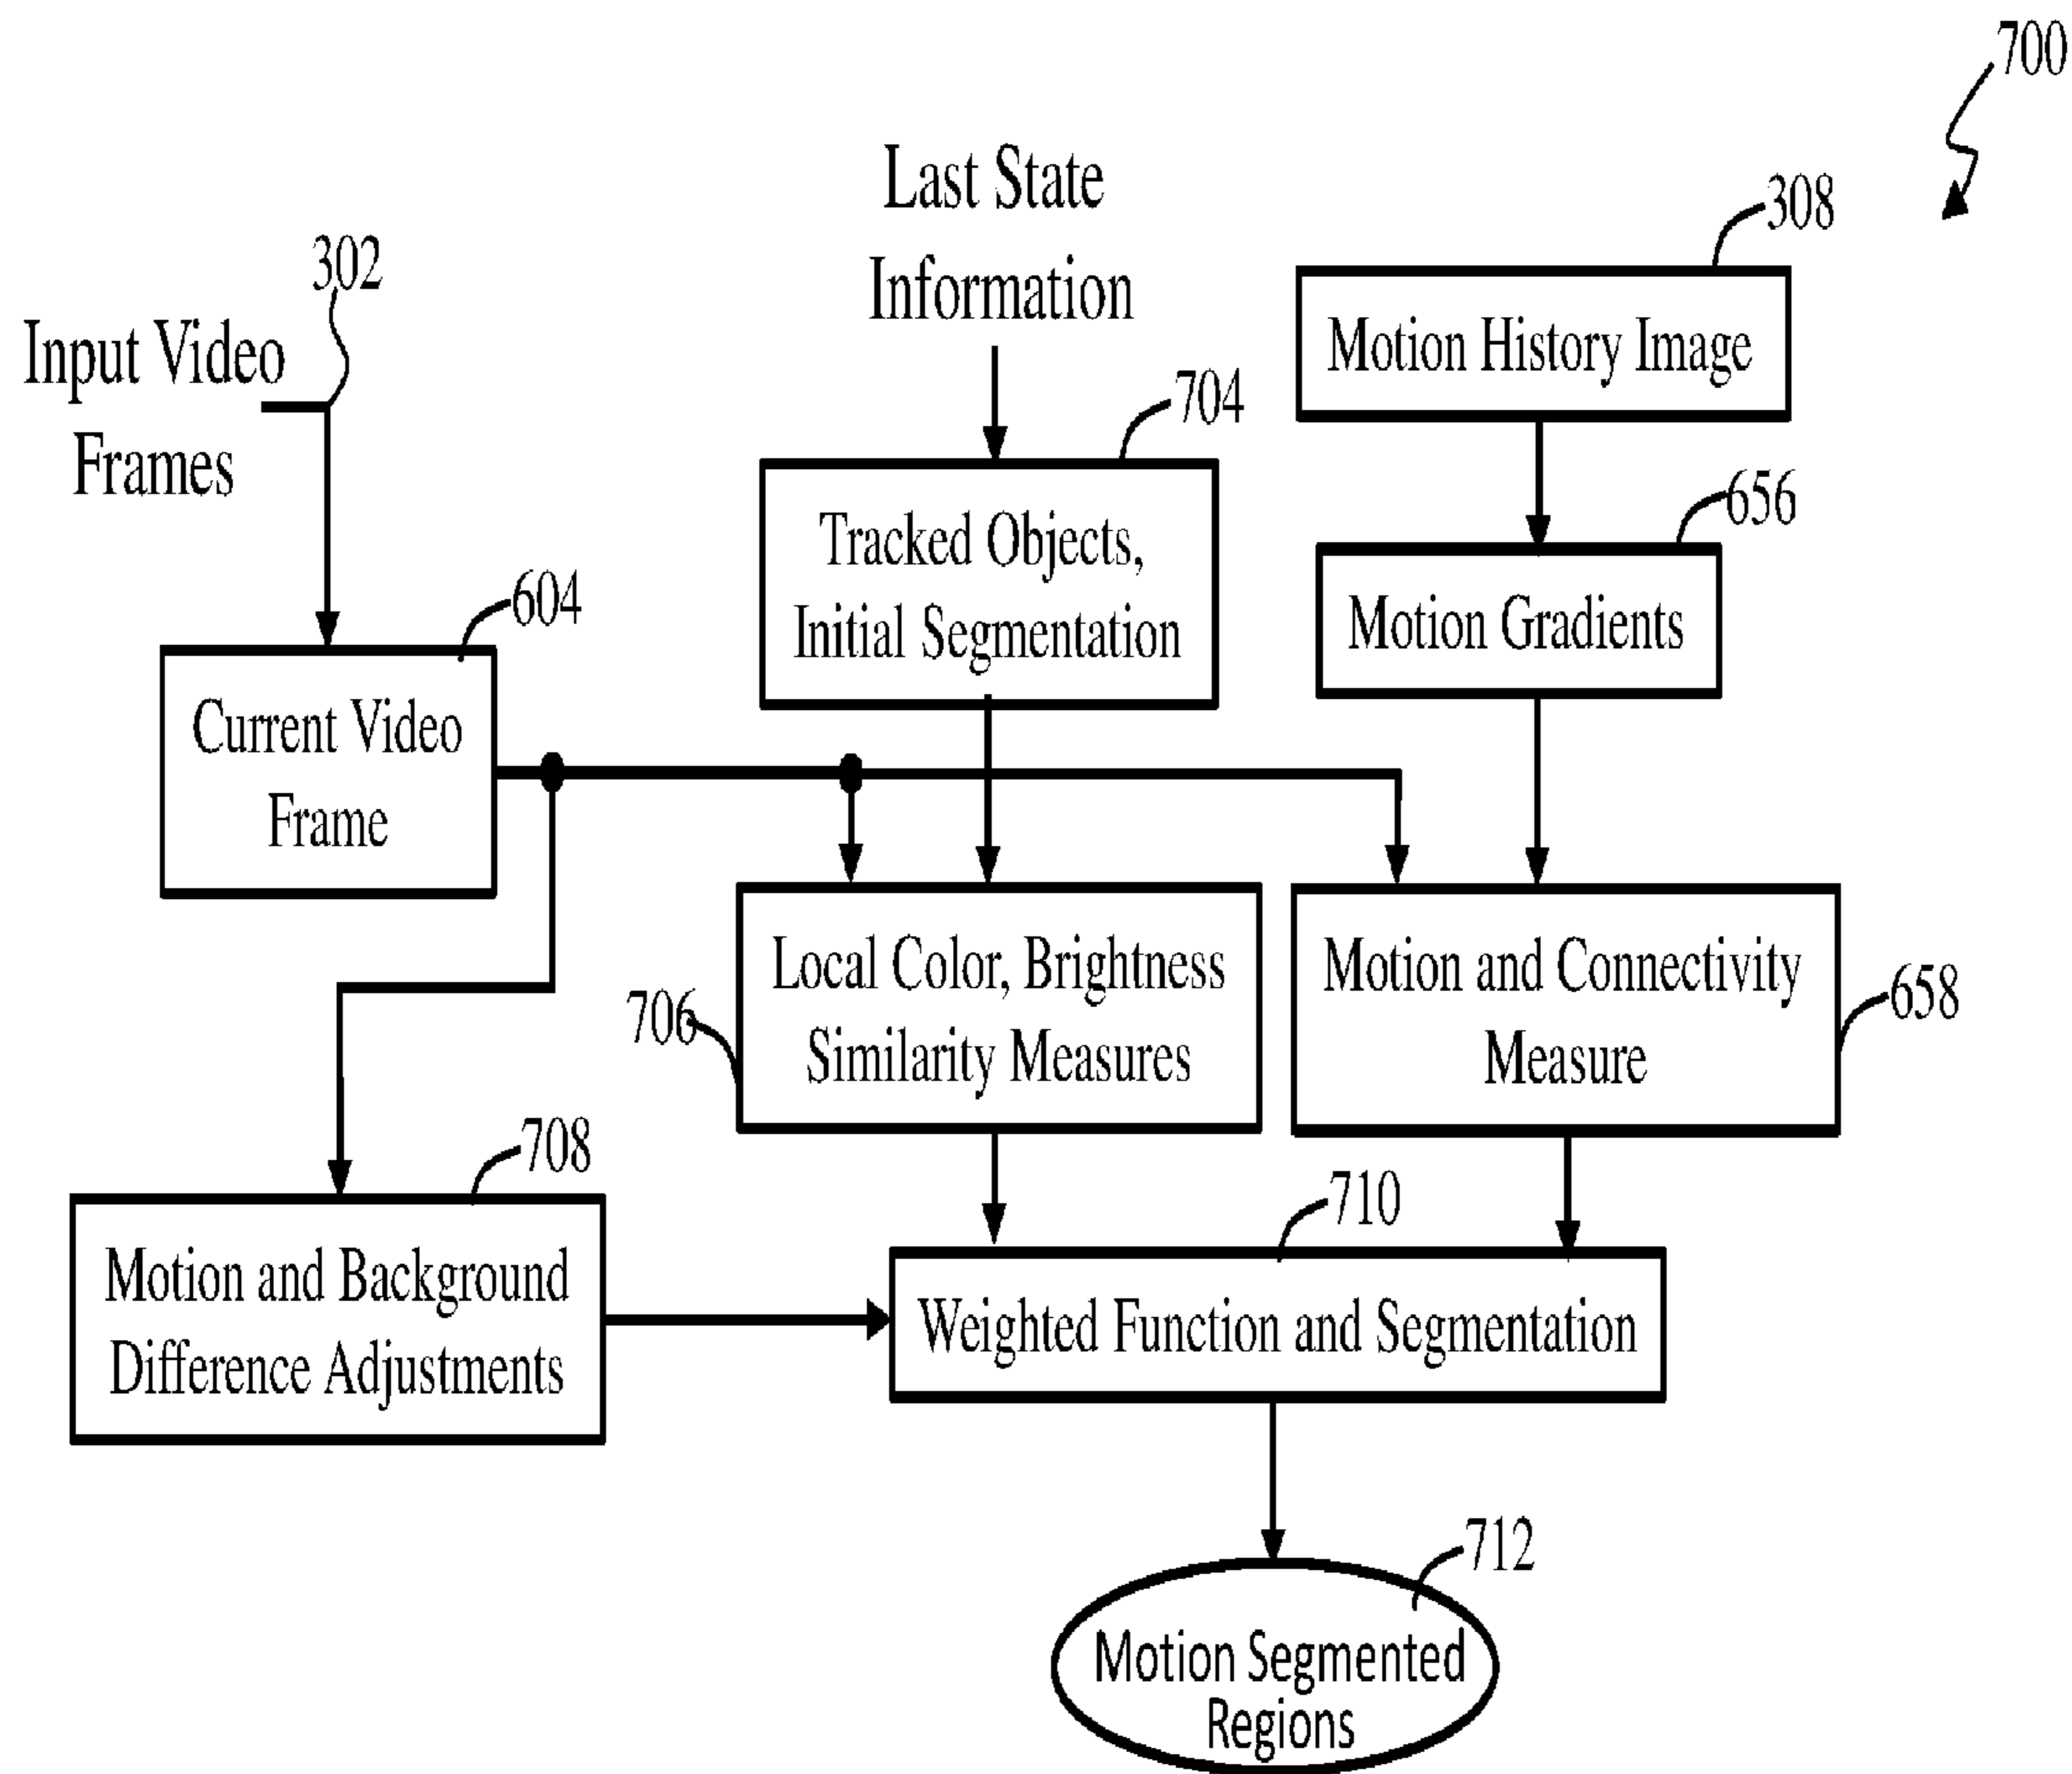 700
Last State
Information
308
302
Input Video
Frames
Motion History Image
704
656
Tracked Objects,
Initial Segmentation
Motion Gradients
604
Current Video
Frame
Local Color, Brightness
Similarity Measures
706
Motion and Connectivity
Measure
658
708
Motion and Background
Difference Adjustments
710
Weighted Function and Segmentation
712
Motion Segmented
Regions